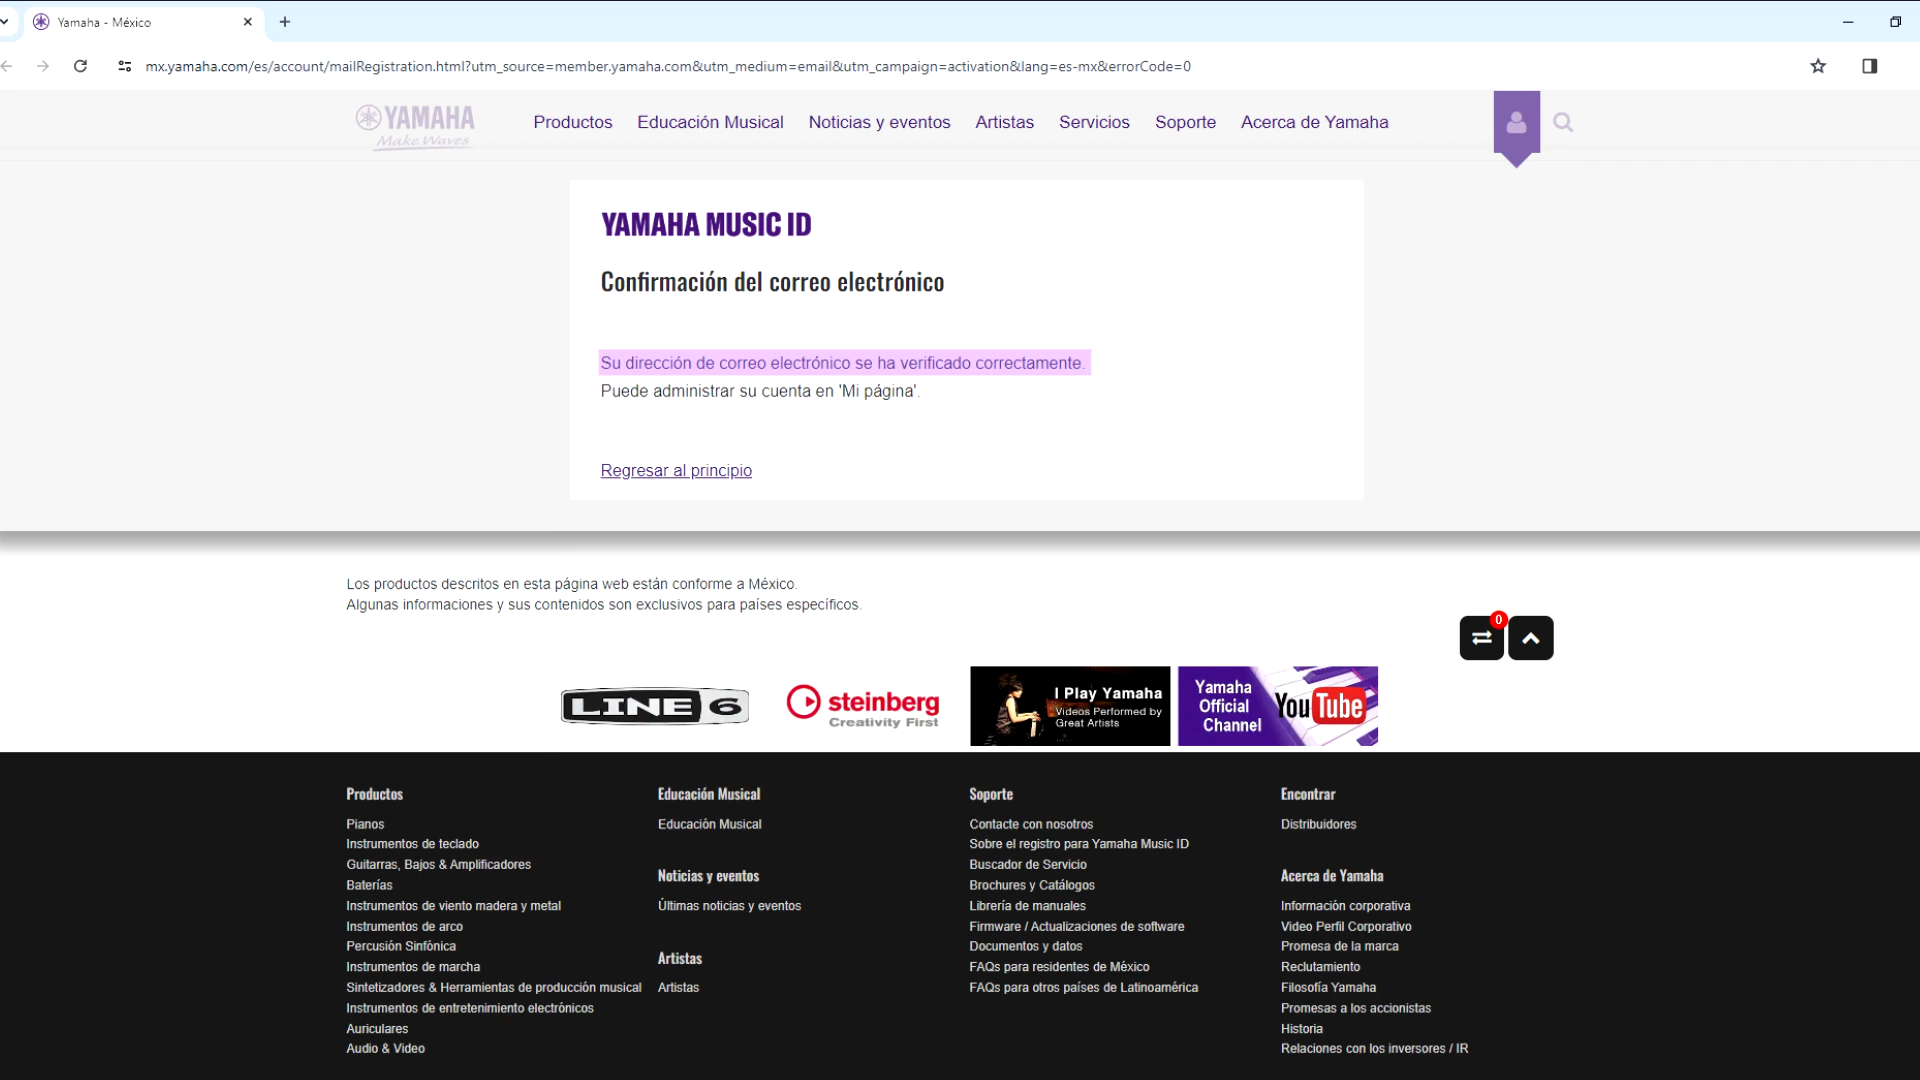 Yamaha - México
mx.yamaha.com/es/account/mailRegistration.html?utm_source=member.yamaha.com&utm_medium=email&utm_campaign=activation&lang=es-mx&errorCode=0
YAMAHA
Make Waves
Productos
Educación Musical
Noticias y eventos
Artistas
Servicios
Soporte
Acerca de Yamaha
YAMAHA MUSIC ID
Confirmación del correo electrónico
Su dirección de correo electrónico se ha verificado correctamente.
Puede administrar su cuenta en 'Mi página'.
Regresar al principio
Los productos descritos en esta página web están conforme a México.
Algunas informaciones y sus contenidos son exclusivos para países específicos.
0
LINE 6
steinberg
Creativity First
I Play Yamaha
Videos Performed by
Great Artists
Yamaha
Official
Channel
YouTube
Productos
Pianos
Instrumentos de teclado
Guitarras, Bajos & Amplificadores
Baterías
Instrumentos de viento madera y metal
Instrumentos de arco
Percusión Sinfónica
Instrumentos de marcha
Sintetizadores & Herramientas de producción musical
Instrumentos de entretenimiento electrónicos
Auriculares
Audio & Video
Educación Musical
Educación Musical
Noticias y eventos
Últimas noticias y eventos
Artistas
Artistas
Soporte
Contacte con nosotros
Sobre el registro para Yamaha Music ID
Buscador de Servicio
Brochures y Catálogos
Librería de manuales
Firmware / Actualizaciones de software
Documentos y datos
FAQs para residentes de México
FAQs para otros países de Latinoamérica
Encontrar
Distribuidores
Acerca de Yamaha
Información corporativa
Video Perfil Corporativo
Promesa de la marca
Reclutamiento
Filosofía Yamaha
Promesas a los accionistas
Historia
Relaciones con los inversores / IR